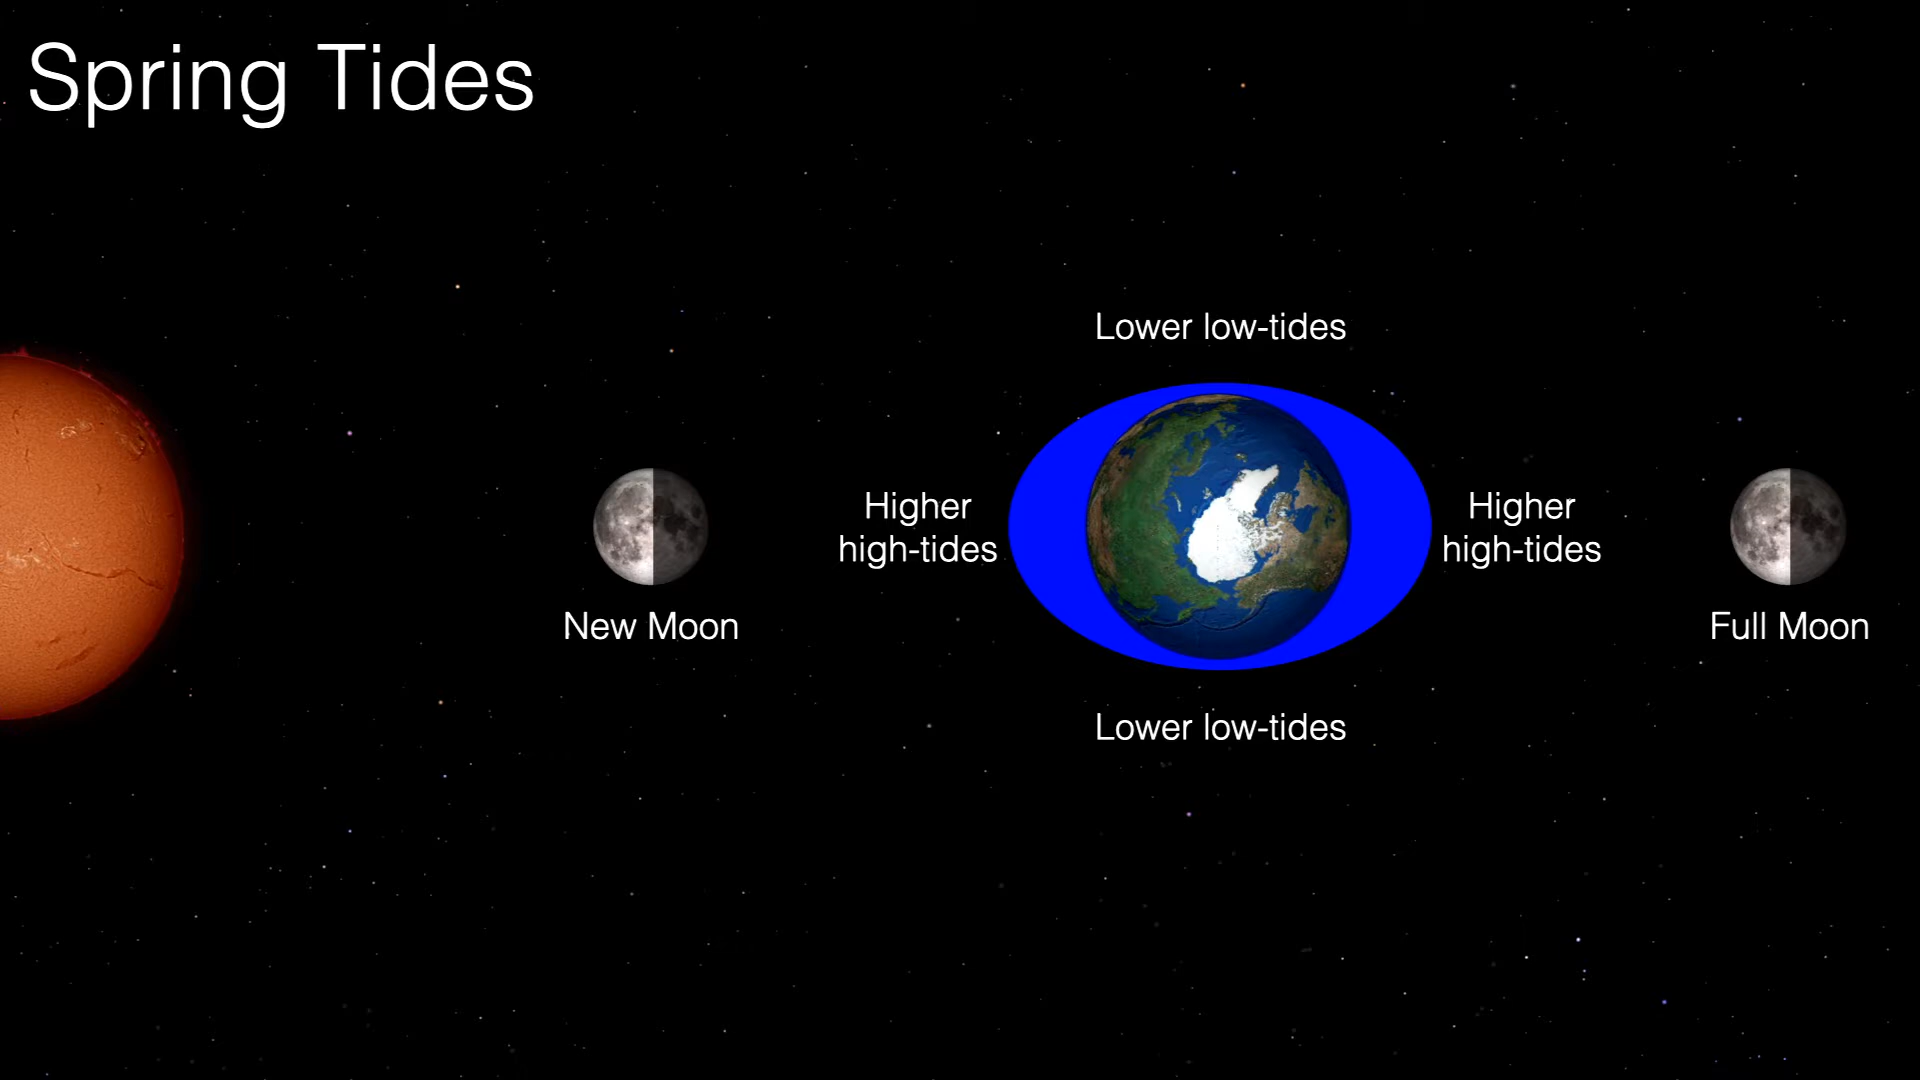 Spring Tides
Lower low-tides
Higher
high-tides
Higher
high-tides
New Moon
Full Moon
Lower low-tides